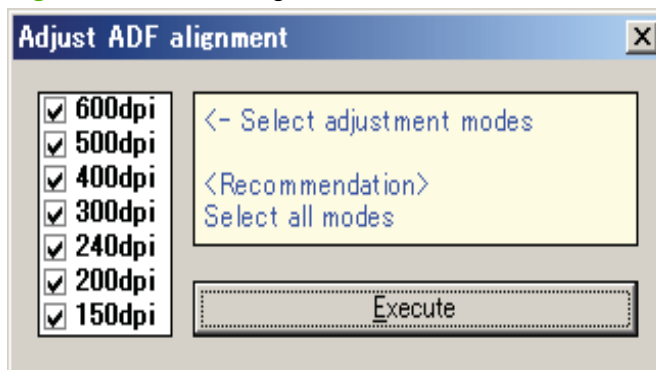 Adjust ADF alignment
600dpi
500dpi
400dpi
300dpi
240dpi
200dpi
150dpi
<- Select adjustment modes
<Recommendation>
Select all modes
Execute